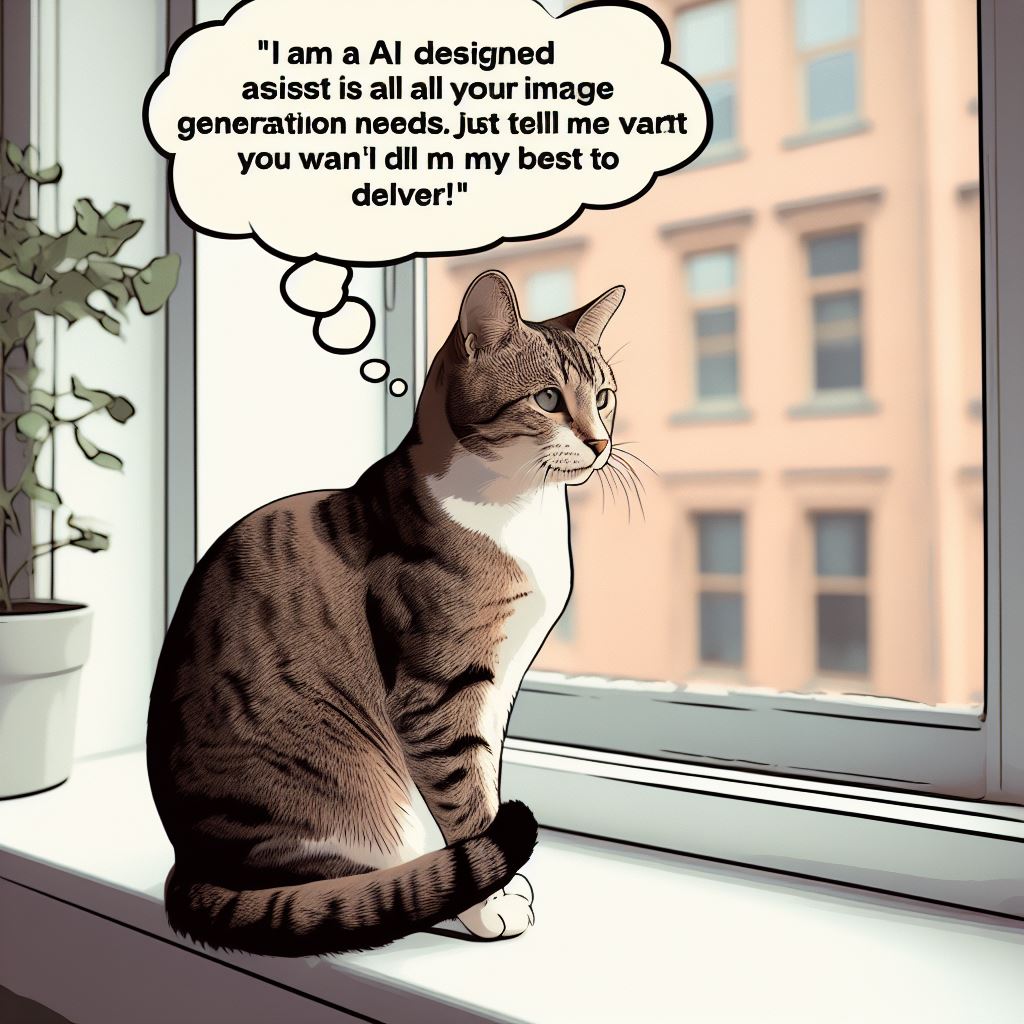 "I am a AI designed
asisst is all all your image
generatiion needs. just telll me vart
you wan'l dll m my best to
delver!"